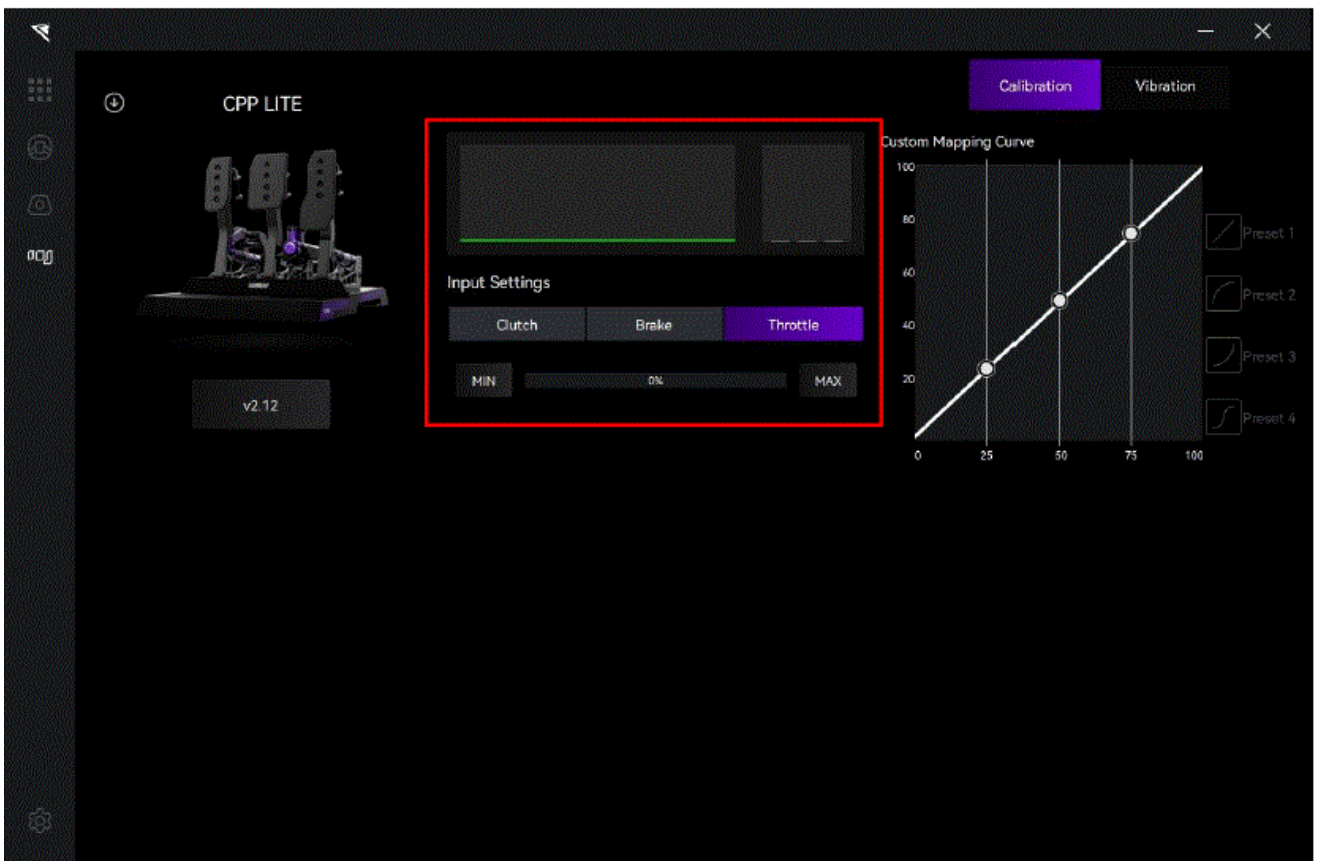 CPP LITE
v2.12
Input Settings
Clutch Brake Throttle
MIN 0% MAX
Calibration Vibration
Custom Mapping Curve
100
80
60
40
20
0 25 50 75 100
Preset 1
Preset 2
Preset 3
Preset 4